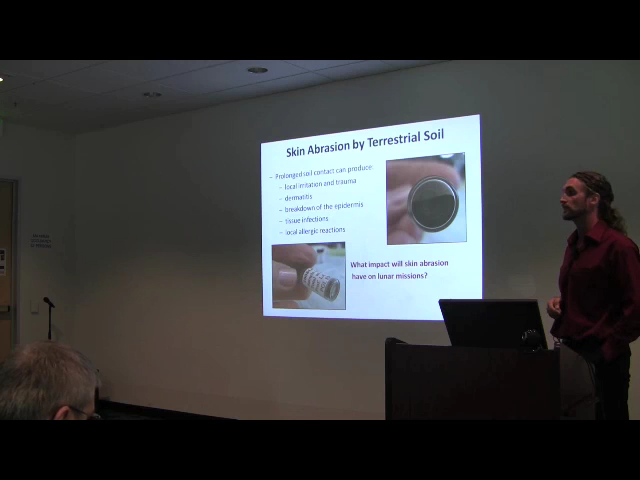 Skin Abrasion by Terrestrial Soil
– Prolonged soil contact can produce:
– local irritation and trauma
– dermatitis
– breakdown of the epidermis
– tissue infections
– local allergic reactions
What impact will skin abrasion
have on lunar missions?